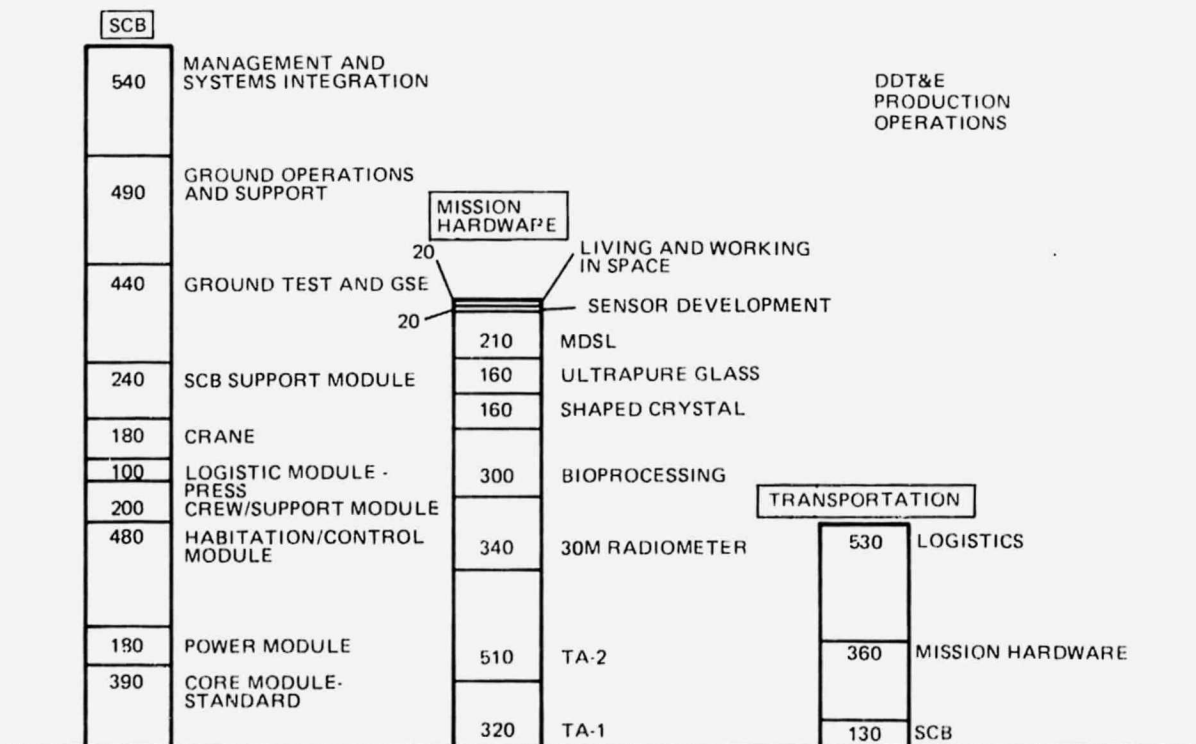 SCB
540 MANAGEMENT AND
SYSTEMS INTEGRATION
DDT&E
PRODUCTION
OPERATIONS
490 GROUND OPERATIONS
AND SUPPORT
440 GROUND TEST AND GSE
240 SCB SUPPORT MODULE
180 CRANE
100 LOGISTIC MODULE -
PRESS
200 CREW/SUPPORT MODULE
480 HABITATION/CONTROL
MODULE
180 POWER MODULE
390 CORE MODULE-
STANDARD
MISSION
HARDWARE
20 LIVING AND WORKING
IN SPACE
20 SENSOR DEVELOPMENT
210 MDSL
160 ULTRAPURE GLASS
160 SHAPED CRYSTAL
300 BIOPROCESSING
340 30M RADIOMETER
510 TA-2
320 TA-1
TRANSPORTATION
530 LOGISTICS
360 MISSION HARDWARE
130 SCB